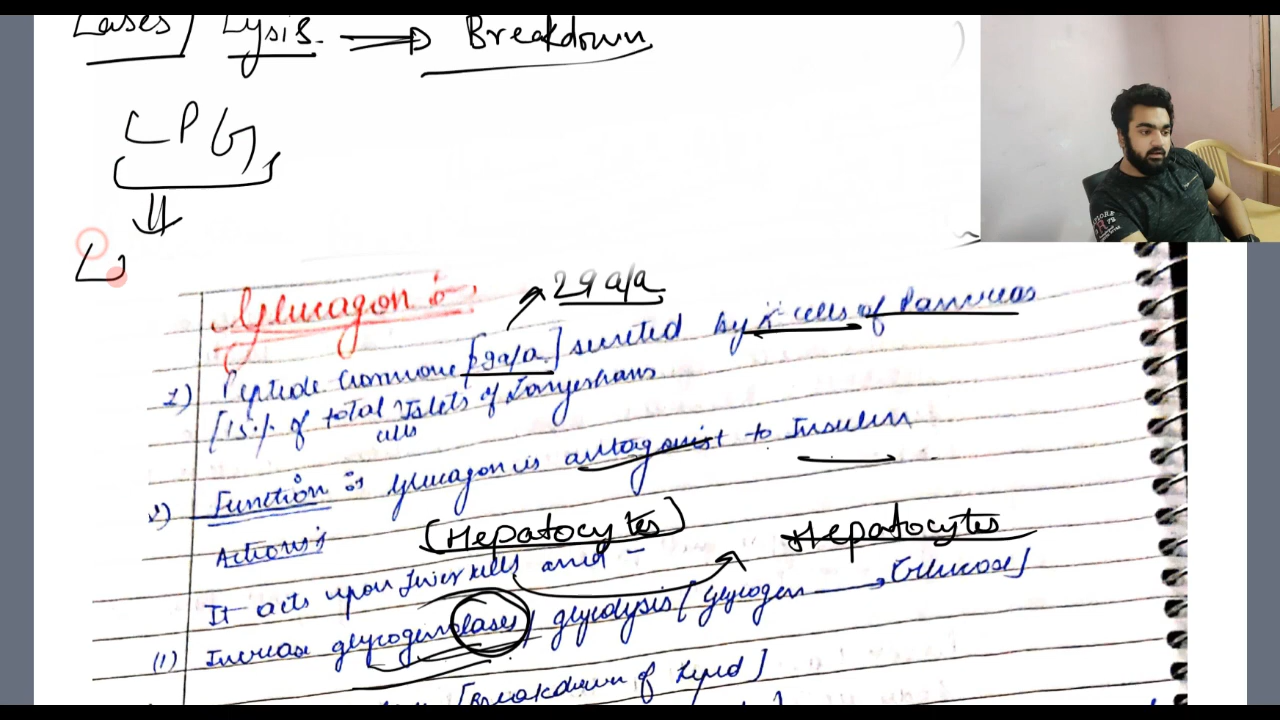 Lases / Lysis ⟹ Breakdown
LPG
Glucagon :
→ 29 a/a
1) Peptide Hormone [29a/a] secreted by α-cells of Pancreas
[15% of total Islets of Langerhans
cells
2) Function : Glucagon is antagonist to Insulin
Actions :
(Hepatocytes)
Hepatocytes
It acts upon liver cells and -
(1) Increase glycogenolases / glycolysis [Glycogen → Glucose]
[Breakdown of Lipid]